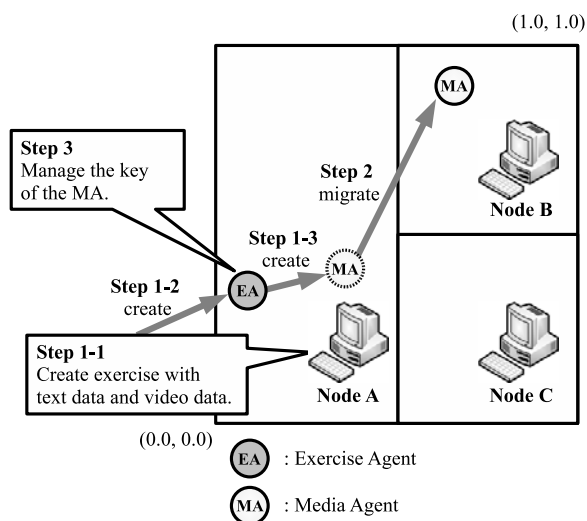 (1.0, 1.0)
MA
Step 3
Manage the key
of the MA.
Step 2
migrate
Node B
Step 1-3
create
MA
Step 1-2
create
EA
Step 1-1
Create exercise with
text data and video data.
Node A
Node C
(0.0, 0.0)
EA : Exercise Agent
MA : Media Agent